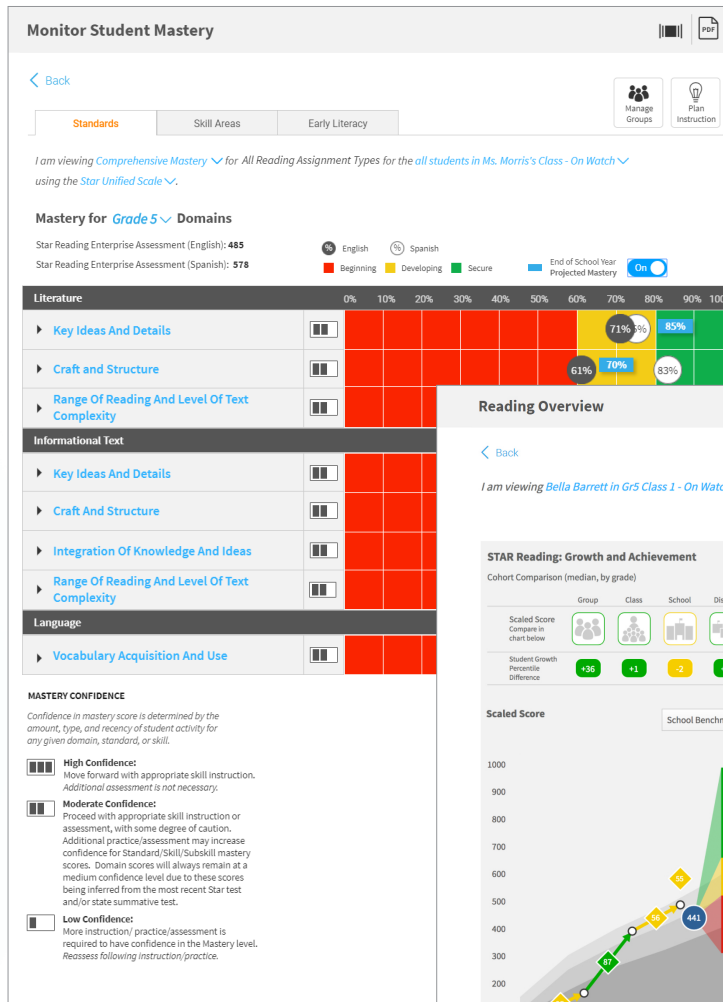 Monitor Student Mastery
PDF
Back
Manage Groups
Plan Instruction
Standards
Skill Areas
Early Literacy
I am viewing Comprehensive Mastery for All Reading Assignment Types for the all students in Ms. Morris's Class - On Watch
using the Star Unified Scale.
Mastery for Grade 5 Domains
Star Reading Enterprise Assessment (English): 485
Star Reading Enterprise Assessment (Spanish): 578
% English
% Spanish
Beginning
Developing
Secure
End of School Year
Projected Mastery
On
Literature
0% 10% 20% 30% 40% 50% 60% 70% 80% 90% 100
Key Ideas And Details
71%
85%
Craft and Structure
61%
70%
83%
Range Of Reading And Level Of Text
Complexity
Informational Text
Key Ideas And Details
Craft And Structure
Integration Of Knowledge And Ideas
Range Of Reading And Level Of Text
Complexity
Language
Vocabulary Acquisition And Use
MASTERY CONFIDENCE
Confidence in mastery score is determined by the
amount, type, and recency of student activity for
any given domain, standard, or skill.
High Confidence:
Move forward with appropriate skill instruction.
Additional assessment is not necessary.
Moderate Confidence:
Proceed with appropriate skill instruction or
assessment, with some degree of caution.
Additional practice/assessment may increase
confidence for Standard/Skill/Subskill mastery
scores. Domain scores will always remain at a
medium confidence level due to these scores
being inferred from the most recent Star test
and/or state summative test.
Low Confidence:
More instruction/ practice/assessment is
required to have confidence in the Mastery level.
Reassess following instruction/practice.
Reading Overview
Back
I am viewing Bella Barrett in Gr5 Class 1 - On Watc
STAR Reading: Growth and Achievement
Cohort Comparison (median, by grade)
Group Class School Dis
Scaled Score
Compare in
chart below
Student Growth
Percentile
Difference
+36 +1 -2
Scaled Score
School Benchm
1000
900
800
700
600
500
400
300
200
55
56
441
87